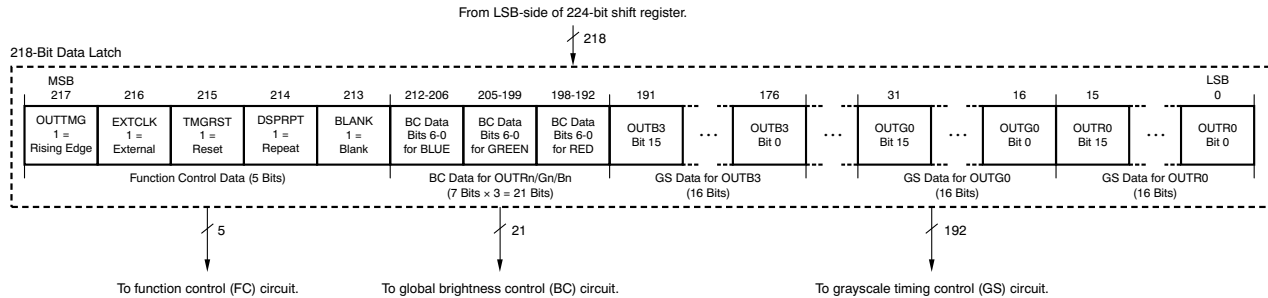 From LSB-side of 224-bit shift register.
218
218-Bit Data Latch
MSB
217
216
215
214
213
212-206
205-199
198-192
191
176
31
16
15
LSB
0
OUTTMG
1 =
Rising Edge
EXTCLK
1 =
External
TMGRST
1 =
Reset
DSPRPT
1 =
Repeat
BLANK
1 =
Blank
BC Data
Bits 6-0
for BLUE
BC Data
Bits 6-0
for GREEN
BC Data
Bits 6-0
for RED
OUTB3
Bit 15
...
OUTB3
Bit 0
...
OUTG0
Bit 15
...
OUTG0
Bit 0
OUTR0
Bit 15
...
OUTR0
Bit 0
Function Control Data (5 Bits)
BC Data for OUTRn/Gn/Bn
(7 Bits × 3 = 21 Bits)
GS Data for OUTB3
(16 Bits)
GS Data for OUTG0
(16 Bits)
GS Data for OUTR0
(16 Bits)
5
21
192
To function control (FC) circuit.
To global brightness control (BC) circuit.
To grayscale timing control (GS) circuit.